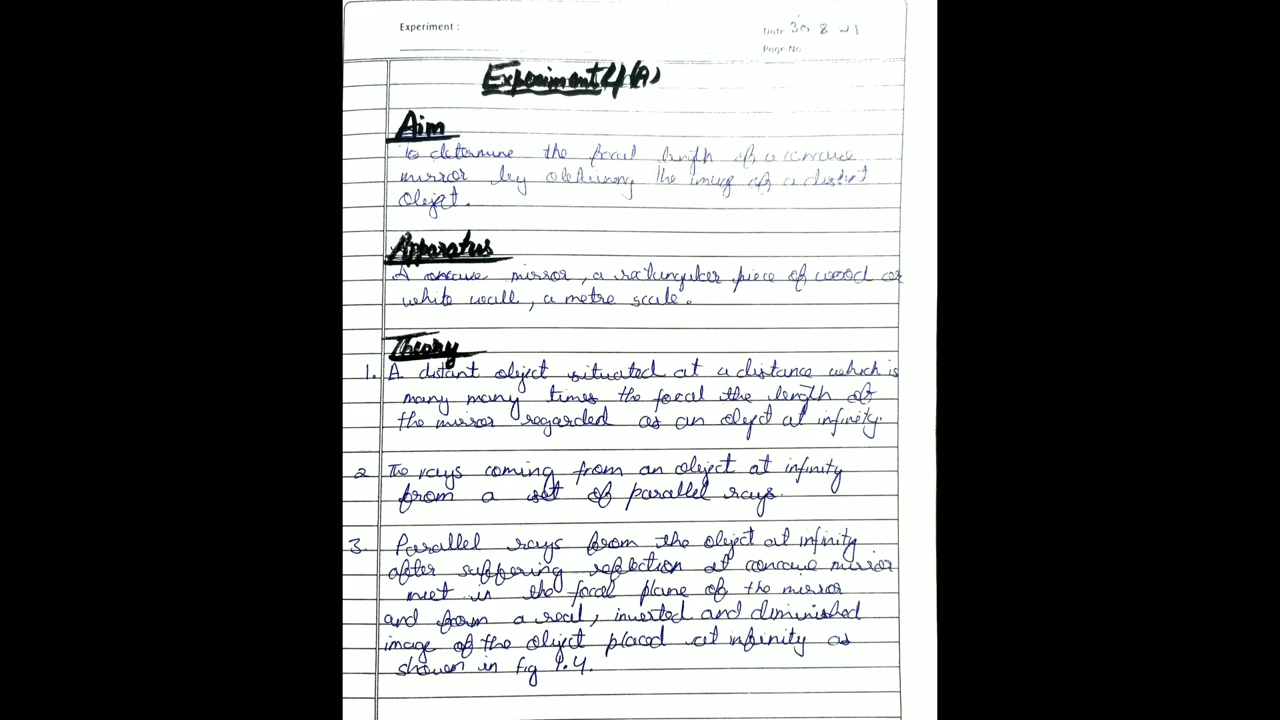 Experiment :
Date 30 8 21
Page No
Experiment 4(A)
Aim
To determine the focal length of a concave
mirror by obtaining the image of a distant
object.
Apparatus
A concave mirror, a rectangular piece of wood or
white wall, a metre scale.
Theory
1. A distant object situated at a distance which is
many many times the focal the length of
the mirror regarded as an object at infinity.
2 The rays coming from an object at infinity
from a set of parallel rays.
3. Parallel rays from the object at infinity
after suffering reflection at concave mirror
meet in the focal plane of the mirror
and form a real, inverted and diminished
image of the object placed at infinity as
shown in fig 9.4.